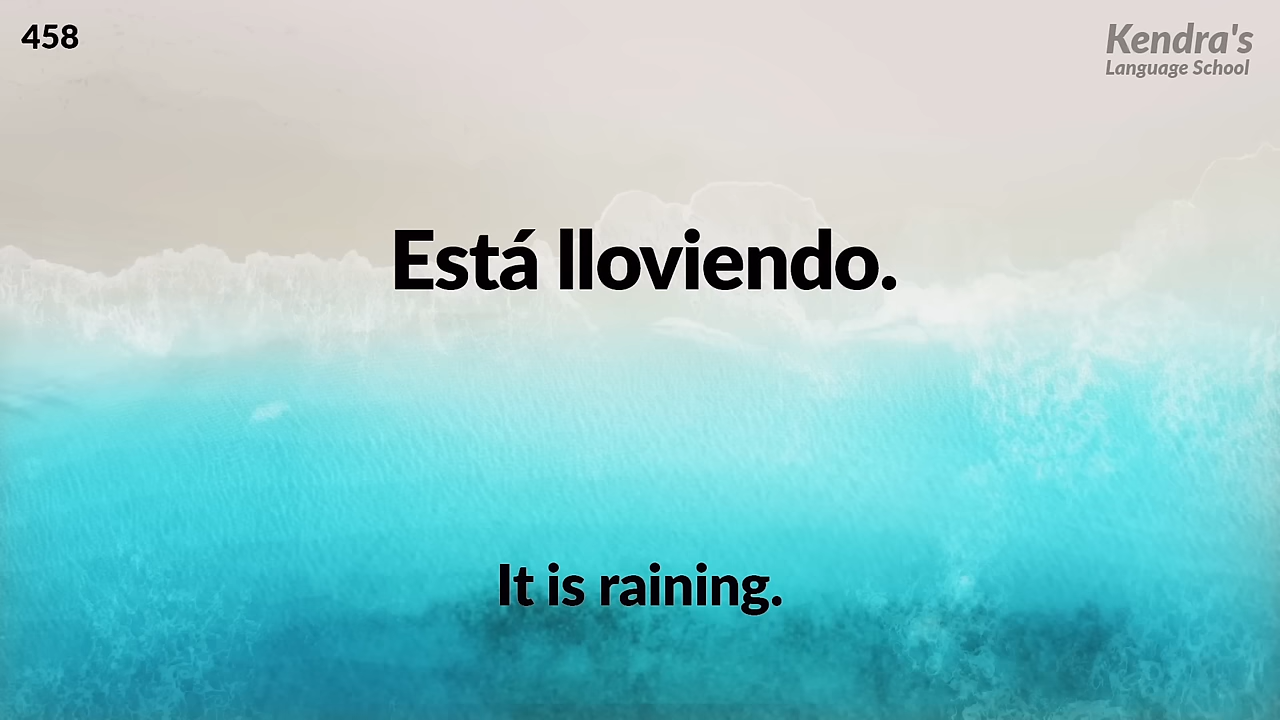 458
Kendra's
Language School
Está lloviendo.
It is raining.